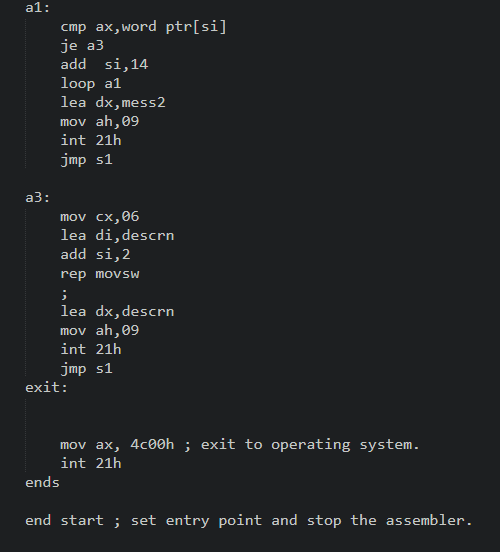 a1:
    cmp ax,word ptr[si]
    je a3
    add  si,14
    loop a1
    lea dx,mess2
    mov ah,09
    int 21h
    jmp s1

a3:
    mov cx,06
    lea di,descrn
    add si,2
    rep movsw
    ;
    lea dx,descrn
    mov ah,09
    int 21h
    jmp s1
exit:


    mov ax, 4c00h ; exit to operating system.
    int 21h
ends

end start ; set entry point and stop the assembler.